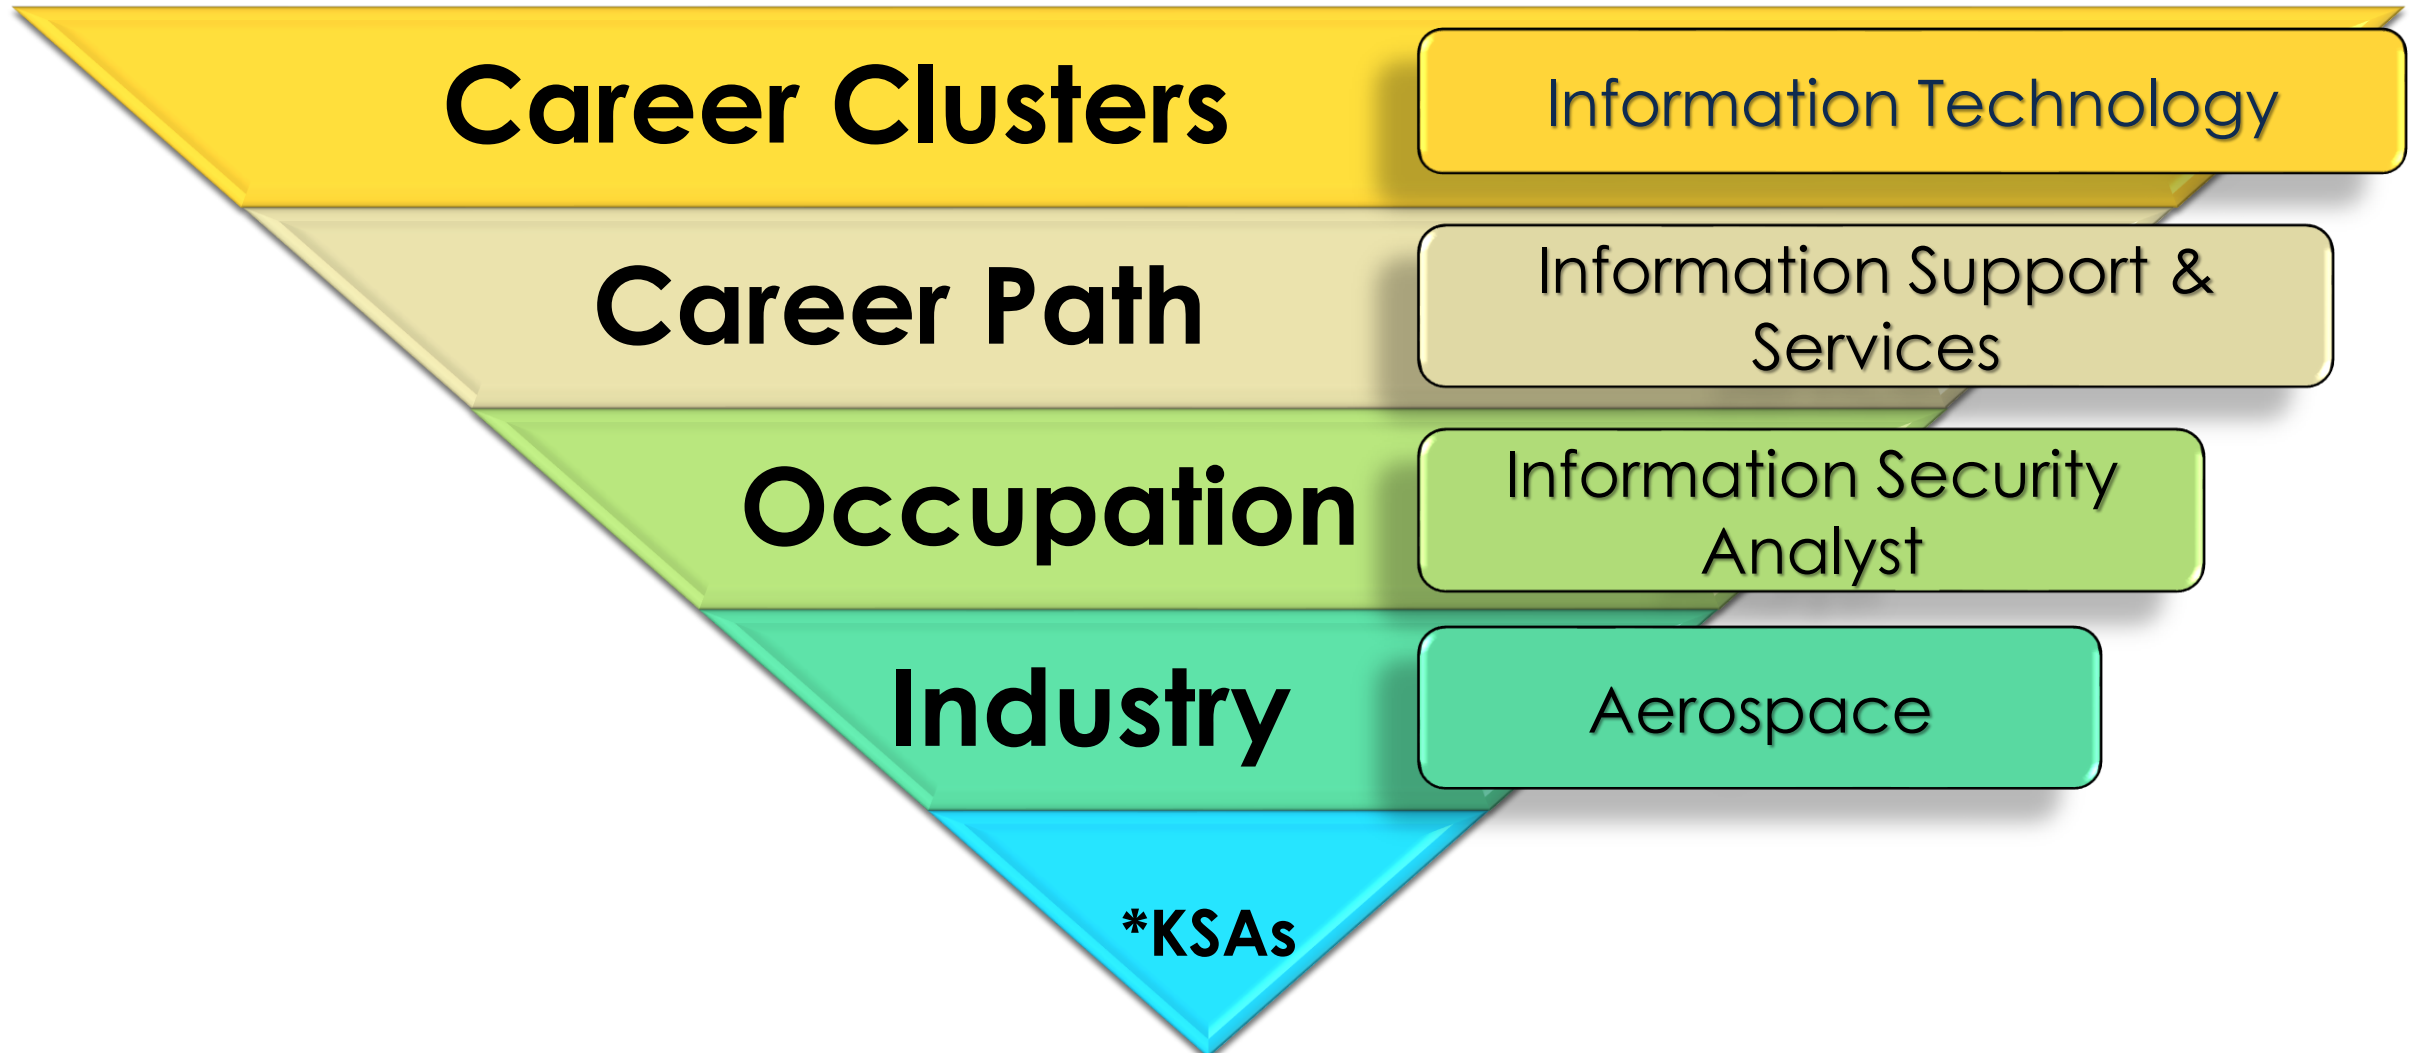 Career Clusters
Information Technology
Career Path
Information Support &
Services
Occupation
Information Security
Analyst
Industry
Aerospace
*KSAs